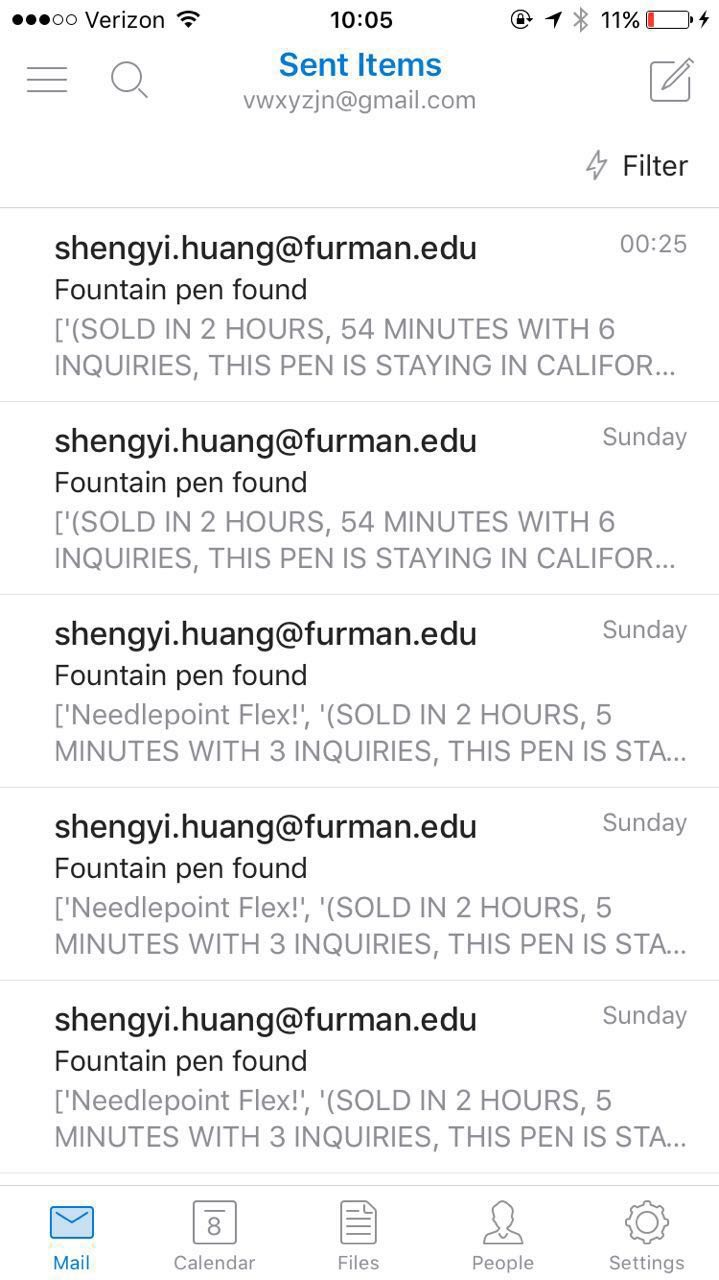 Verizon 10:05 11%
Sent Items
vwxyzjn@gmail.com
Filter
shengyi.huang@furman.edu 00:25
Fountain pen found
['(SOLD IN 2 HOURS, 54 MINUTES WITH 6
INQUIRIES, THIS PEN IS STAYING IN CALIFOR...
shengyi.huang@furman.edu Sunday
Fountain pen found
['(SOLD IN 2 HOURS, 54 MINUTES WITH 6
INQUIRIES, THIS PEN IS STAYING IN CALIFOR...
shengyi.huang@furman.edu Sunday
Fountain pen found
['Needlepoint Flex!', '(SOLD IN 2 HOURS, 5
MINUTES WITH 3 INQUIRIES, THIS PEN IS STA...
shengyi.huang@furman.edu Sunday
Fountain pen found
['Needlepoint Flex!', '(SOLD IN 2 HOURS, 5
MINUTES WITH 3 INQUIRIES, THIS PEN IS STA...
shengyi.huang@furman.edu Sunday
Fountain pen found
['Needlepoint Flex!', '(SOLD IN 2 HOURS, 5
MINUTES WITH 3 INQUIRIES, THIS PEN IS STA...
8
Mail Calendar Files People Settings